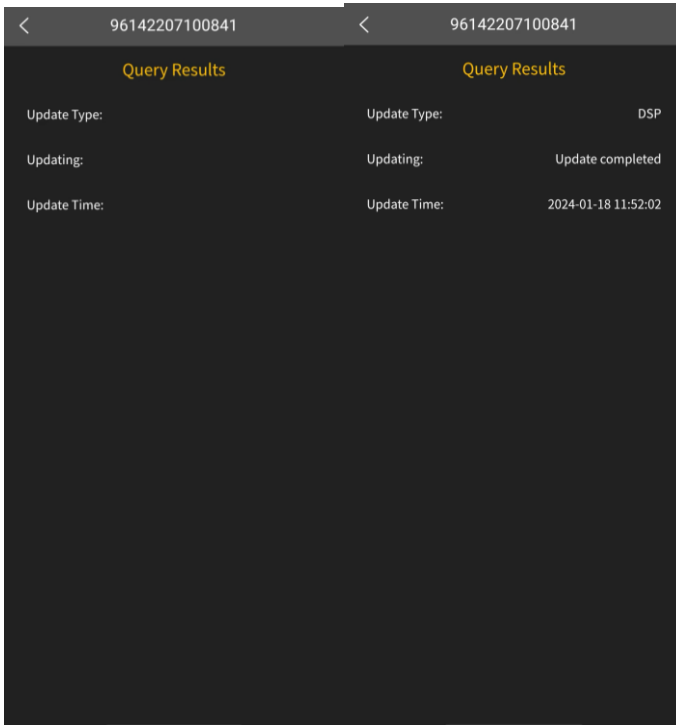 96142207100841
Query Results
Update Type:
Updating:
Update Time:
96142207100841
Query Results
Update Type: DSP
Updating: Update completed
Update Time: 2024-01-18 11:52:02